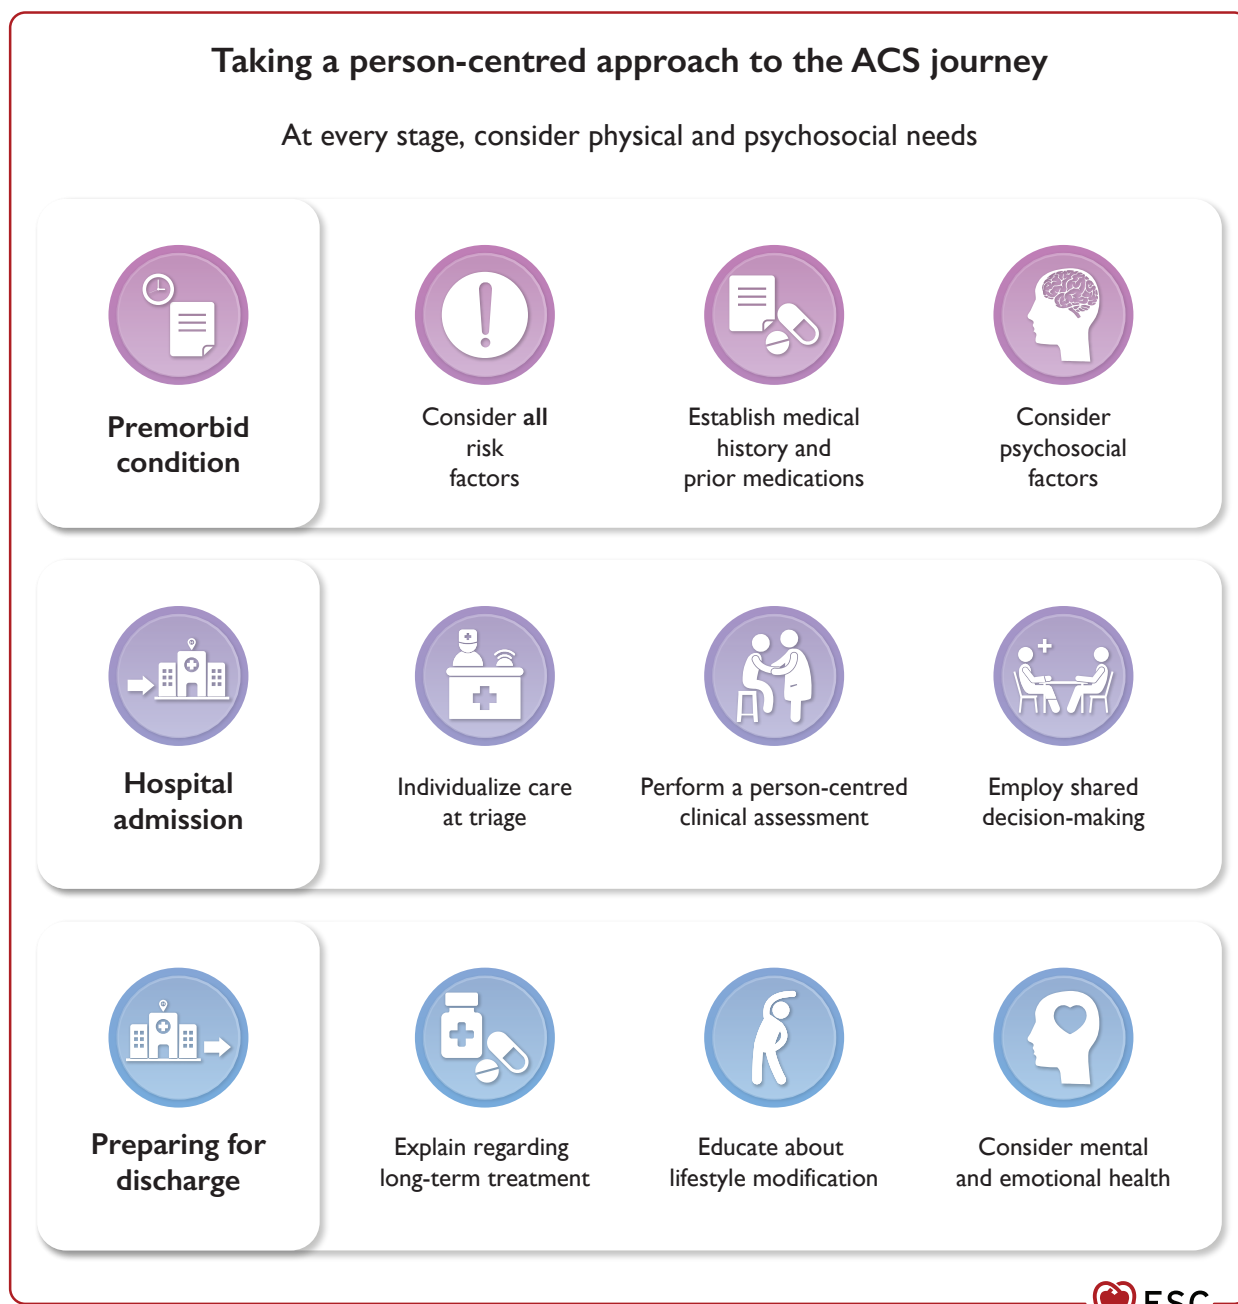 Taking a person-centred approach to the ACS journey
At every stage, consider physical and psychosocial needs
Premorbid
condition
Consider all
risk
factors
Establish medical
history and
prior medications
Consider
psychosocial
factors
Hospital
admission
Individualize care
at triage
Perform a person-centred
clinical assessment
Employ shared
decision-making
Preparing for
discharge
Explain regarding
long-term treatment
Educate about
lifestyle modification
Consider mental
and emotional health
ESC